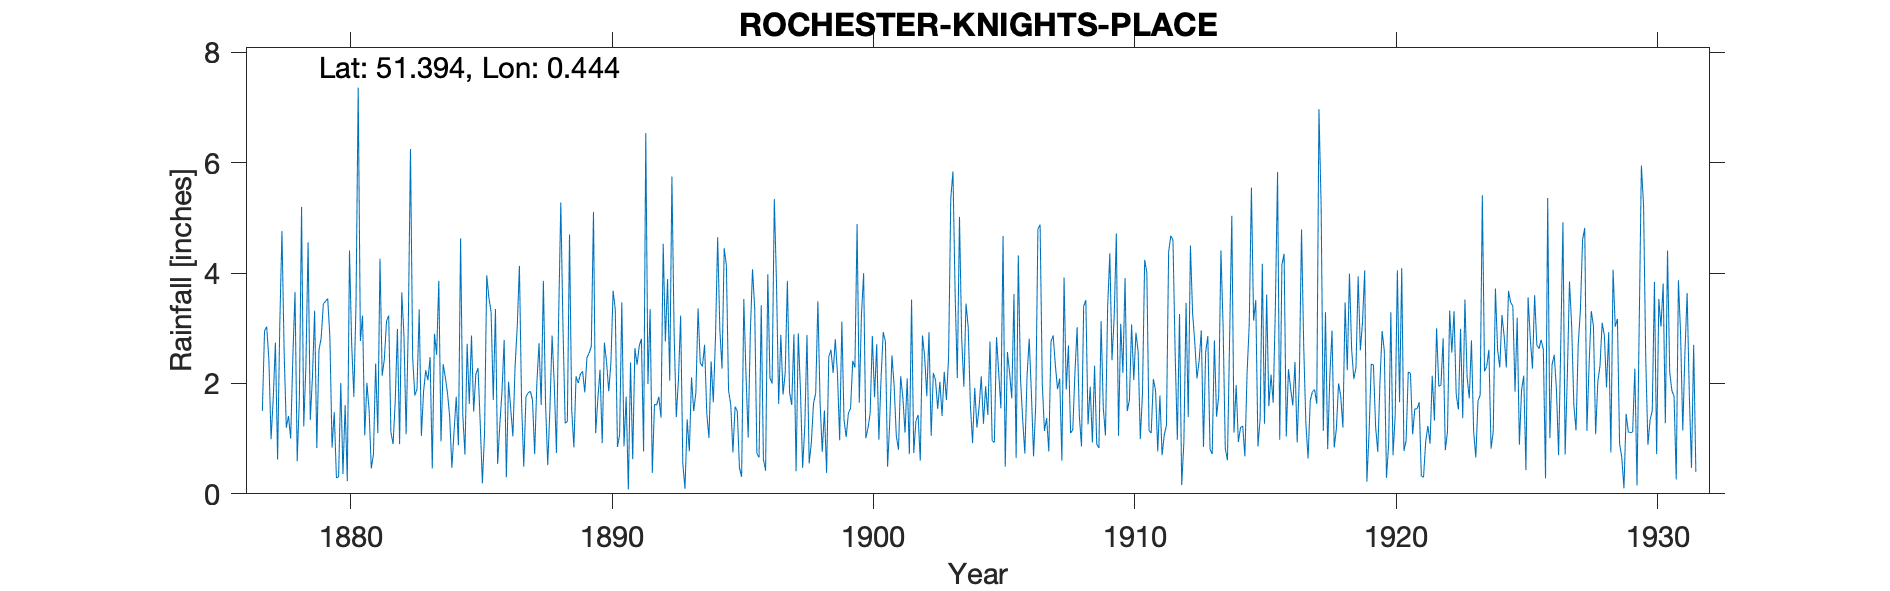 ROCHESTER-KNIGHTS-PLACE
Lat: 51.394, Lon: 0.444
Rainfall [inches]
8
6
4
2
0
1880 1890 1900 1910 1920 1930
Year